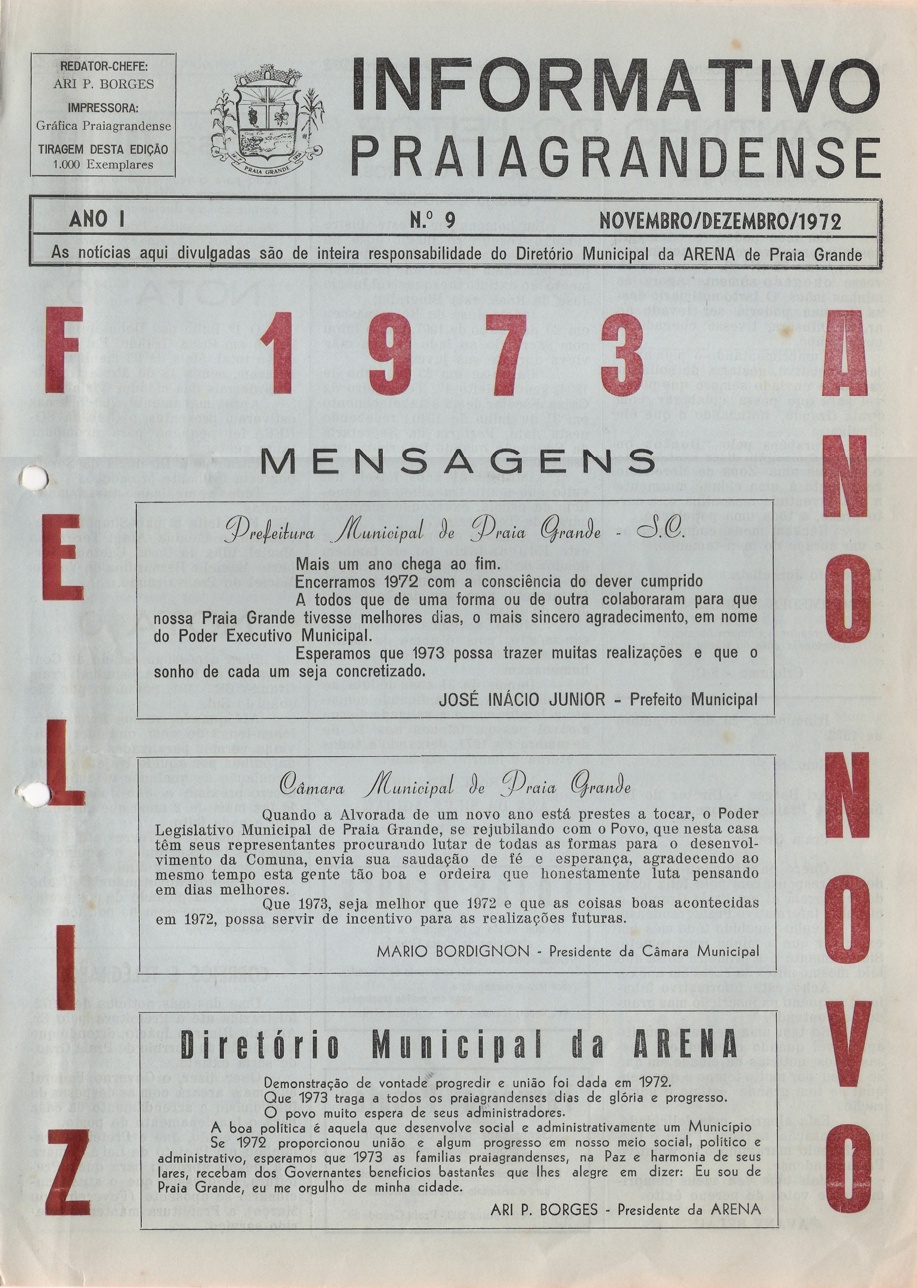 REDATOR-CHEFE:
ARI P. BORGES
IMPRESSORA:
Gráfica Praiagrandense
TIRAGEM DESTA EDIÇÃO
1.000 Exemplares
PRAIA GRANDE
INFORMATIVO
PRAIAGRANDENSE
ANO I N.º 9 NOVEMBRO/DEZEMBRO/1972
As notícias aqui divulgadas são de inteira responsabilidade do Diretório Municipal da ARENA de Praia Grande
FELIZ
1973
ANO NOVO
MENSAGENS
Prefeitura Municipal de Praia Grande - S.C.
Mais um ano chega ao fim.
Encerramos 1972 com a consciência do dever cumprido
A todos que de uma forma ou de outra colaboraram para que
nossa Praia Grande tivesse melhores dias, o mais sincero agradecimento, em nome
do Poder Executivo Municipal.
Esperamos que 1973 possa trazer muitas realizações e que o
sonho de cada um seja concretizado.
JOSÉ INÁCIO JUNIOR - Prefeito Municipal
Câmara Municipal de Praia Grande
Quando a Alvorada de um novo ano está prestes a tocar, o Poder
Legislativo Municipal de Praia Grande, se rejubilando com o Povo, que nesta casa
têm seus representantes procurando lutar de todas as formas para o desenvol-
vimento da Comuna, envia sua saudação de fé e esperança, agradecendo ao
mesmo tempo esta gente tão boa e ordeira que honestamente luta pensando
em dias melhores.
Que 1973, seja melhor que 1972 e que as coisas boas acontecidas
em 1972, possa servir de incentivo para as realizações futuras.
MARIO BORDIGNON - Presidente da Câmara Municipal
Diretório Municipal da ARENA
Demonstração de vontade progredir e união foi dada em 1972.
Que 1973 traga a todos os praiagrandenses dias de glória e progresso.
O povo muito espera de seus administradores.
A boa política é aquela que desenvolve social e administrativamente um Município
Se 1972 proporcionou união e algum progresso em nosso meio social, político e
administrativo, esperamos que 1973 as familias praiagrandenses, na Paz e harmonia de seus
lares, recebam dos Governantes beneficios bastantes que lhes alegre em dizer: Eu sou de
Praia Grande, eu me orgulho de minha cidade.
ARI P. BORGES - Presidente da ARENA